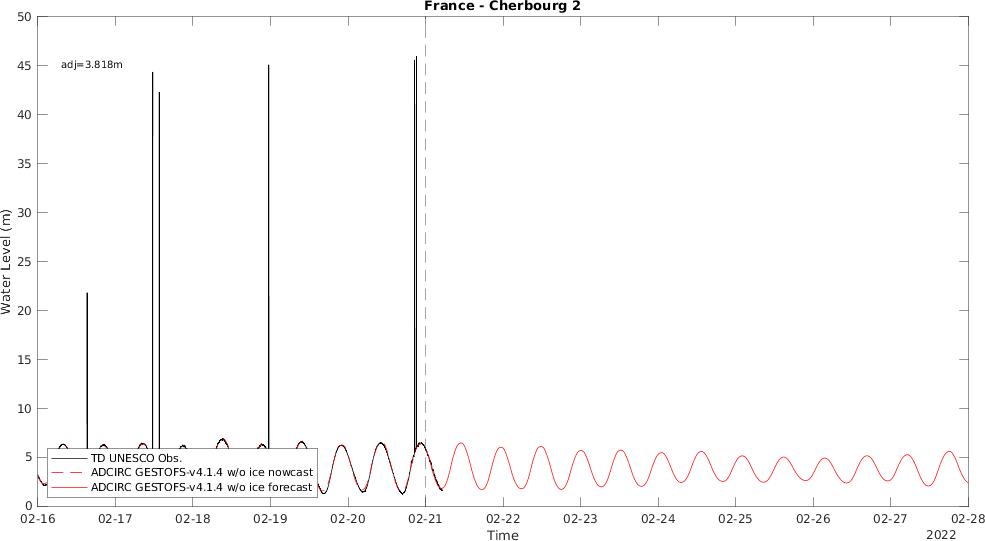 France - Cherbourg 2
50
45
40
35
30
25
20
15
10
5
0
Water Level (m)
adj=3.818m
TD UNESCO Obs.
ADCIRC GESTOFS-v4.1.4 w/o ice nowcast
ADCIRC GESTOFS-v4.1.4 w/o ice forecast
02-16 02-17 02-18 02-19 02-20 02-21 02-22 02-23 02-24 02-25 02-26 02-27 02-28
Time
2022